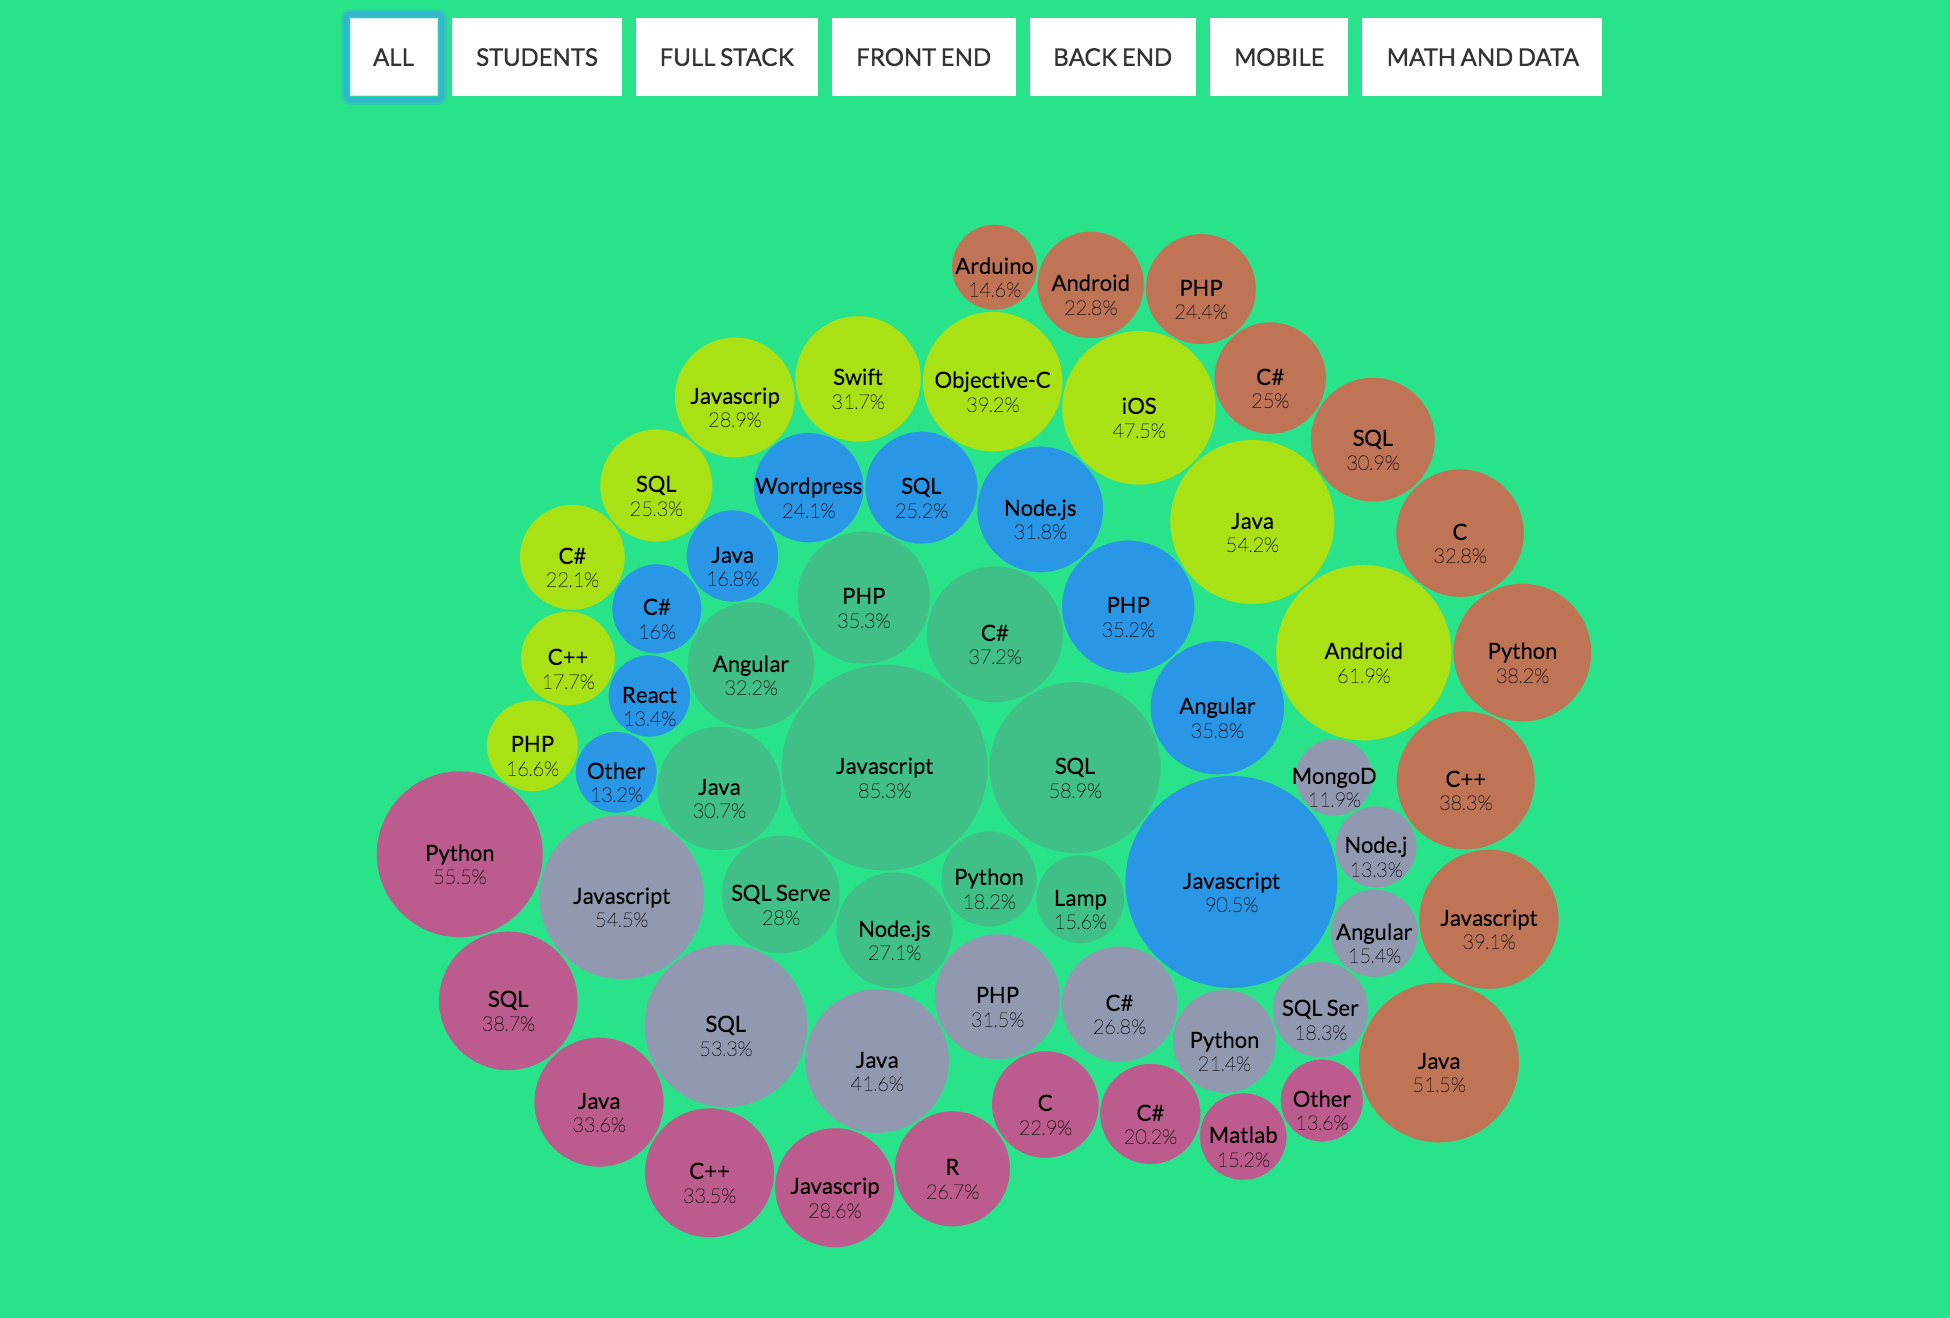 ALL
STUDENTS
FULL STACK
FRONT END
BACK END
MOBILE
MATH AND DATA
Arduino
14.6%
Android
22.8%
PHP
24.4%
Javascrip
28.9%
Swift
31.7%
Objective-C
39.2%
iOS
47.5%
C#
25%
SQL
30.9%
SQL
25.3%
Wordpress
24.1%
SQL
25.2%
Node.js
31.8%
Java
54.2%
C
32.8%
C#
22.1%
Java
16.8%
C#
16%
PHP
35.3%
C#
37.2%
PHP
35.2%
Android
61.9%
Python
38.2%
C++
17.7%
React
13.4%
Angular
32.2%
Angular
35.8%
PHP
16.6%
Other
13.2%
Java
30.7%
Javascript
85.3%
SQL
58.9%
MongoD
11.9%
C++
38.3%
Python
55.5%
Javascript
54.5%
SQL Serve
28%
Node.js
27.1%
Python
18.2%
Lamp
15.6%
Javascript
90.5%
Node.j
13.3%
Angular
15.4%
Javascript
39.1%
SQL
38.7%
SQL
53.3%
Java
41.6%
PHP
31.5%
C#
26.8%
Python
21.4%
SQL Ser
18.3%
Java
51.5%
Java
33.6%
C++
33.5%
Javascrip
28.6%
R
26.7%
C
22.9%
C#
20.2%
Matlab
15.2%
Other
13.6%